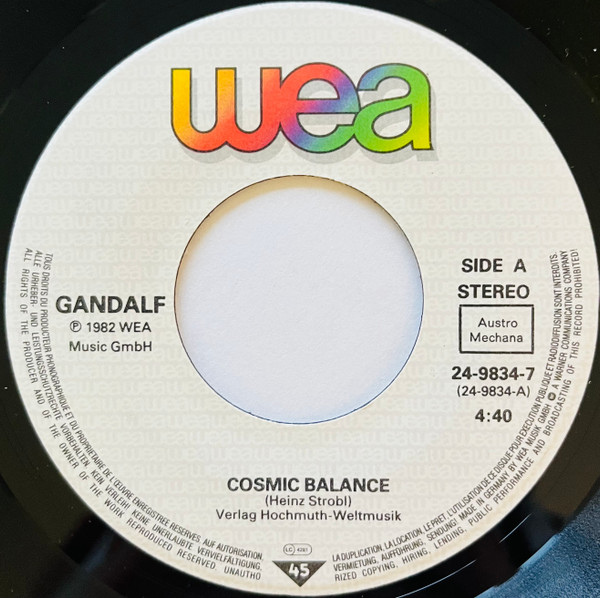 wea
GANDALF
℗ 1982 WEA
Music GmbH
SIDE A
STEREO
Austro
Mechana
24-9834-7
(24-9834-A)
4:40
COSMIC BALANCE
(Heinz Strobl)
Verlag Hochmuth-Weltmusik
LC 4281
45
TOUS DROITS DU PRODUCTEUR PHONOGRAPHIQUE ET DU PROPRIETAIRE DE L'ŒUVRE ENREGISTREE RESERVES. SAUF AUTORISATION, LA DUPLICATION, LA LOCATION, LE PRET, L'UTILISATION DE CE DISQUE POUR EXECUTION PUBLIQUE ET RADIODIFFUSION SONT INTERDITS.
ALLE URHEBER- UND LEISTUNGSSCHUTZRECHTE VORBEHALTEN. KEIN VERLEIH! KEINE UNERLAUBTE VERVIELFÄLTIGUNG, VERMIETUNG, AUFFÜHRUNG, SENDUNG! MADE IN GERMANY BY WEA MUSIK GMBH A WARNER COMMUNICATIONS COMPANY
ALL RIGHTS OF THE PRODUCER AND OF THE OWNER OF THE WORK REPRODUCED RESERVED. UNAUTHORIZED COPYING, HIRING, LENDING, PUBLIC PERFORMANCE AND BROADCASTING OF THIS RECORD PROHIBITED!